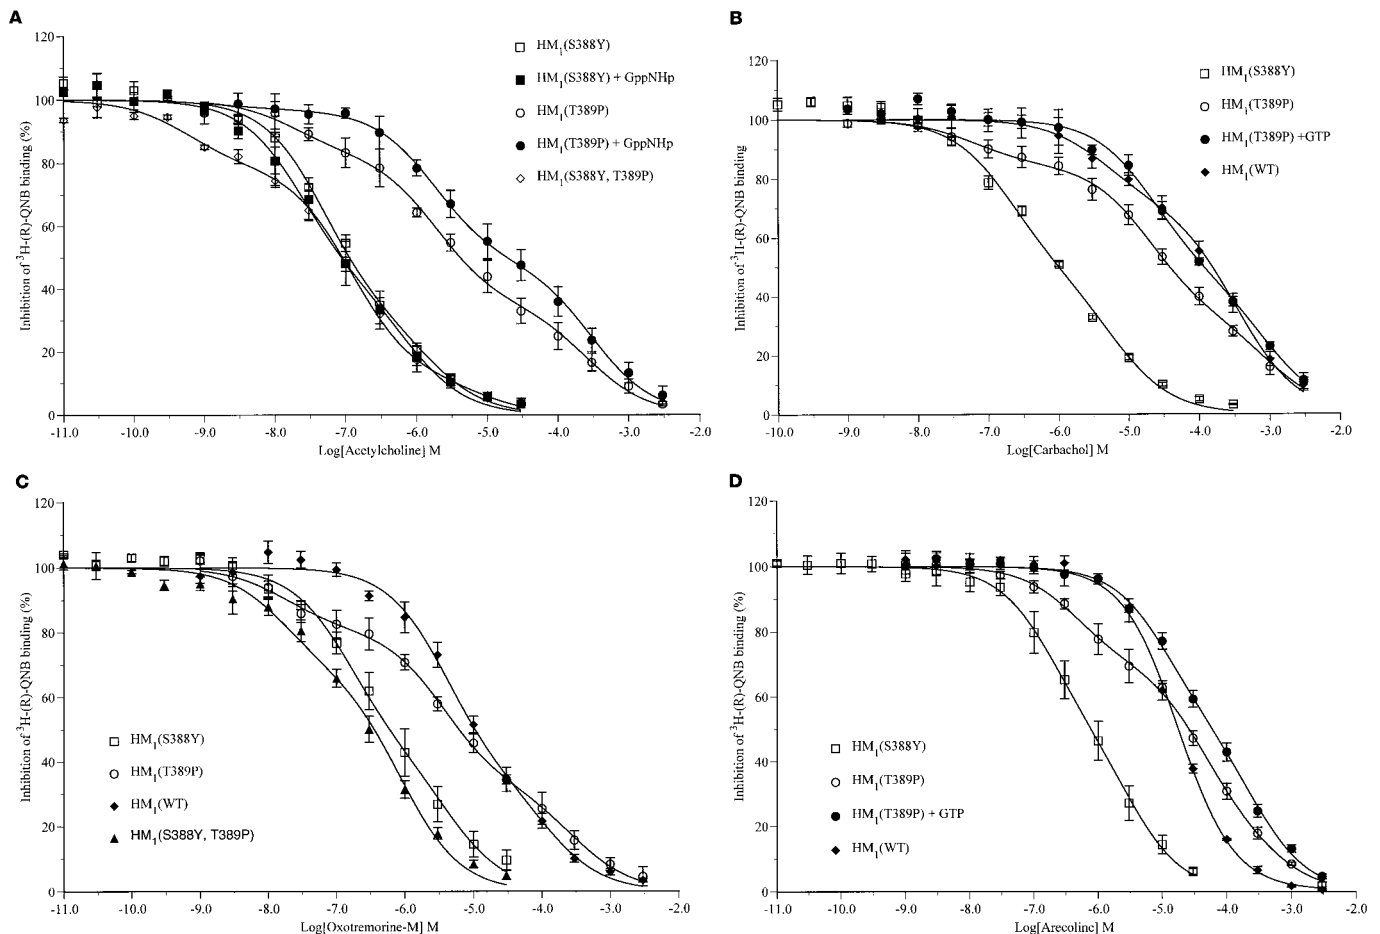 A
Inhibition of ³H-(R)-QNB binding (%)
120
100
80
60
40
20
0
-11.0 -10.0 -9.0 -8.0 -7.0 -6.0 -5.0 -4.0 -3.0 -2.0
Log[Acetylcholine] M
HM₁(S388Y)
HM₁(S388Y) + GppNHp
HM₁(T389P)
HM₁(T389P) + GppNHp
HM₁(S388Y, T389P)
B
Inhibition of ³H-(R)-QNB binding
120
100
80
60
40
20
0
-10.0 -9.0 -8.0 -7.0 -6.0 -5.0 -4.0 -3.0 -2.0
Log[Carbachol] M
HM₁(S388Y)
HM₁(T389P)
HM₁(T389P) +GTP
HM₁(WT)
C
Inhibition of ³H-(R)-QNB binding (%)
120
100
80
60
40
20
0
-11.0 -10.0 -9.0 -8.0 -7.0 -6.0 -5.0 -4.0 -3.0 -2.0
Log[Oxotremorine-M] M
HM₁(S388Y)
HM₁(T389P)
HM₁(WT)
HM₁(S388Y, T389P)
D
Inhibition of ³H-(R)-QNB binding (%)
120
100
80
60
40
20
0
-11.0 -10.0 -9.0 -8.0 -7.0 -6.0 -5.0 -4.0 -3.0 -2.0
Log[Arecoline] M
HM₁(S388Y)
HM₁(T389P)
HM₁(T389P) + GTP
HM₁(WT)